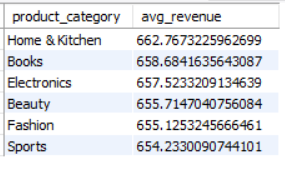 product_category avg_revenue
Home & Kitchen 662.7673225962699
Books 658.6841635643087
Electronics 657.5233209134639
Beauty 655.7147040756084
Fashion 655.1253245666461
Sports 654.2330090744101